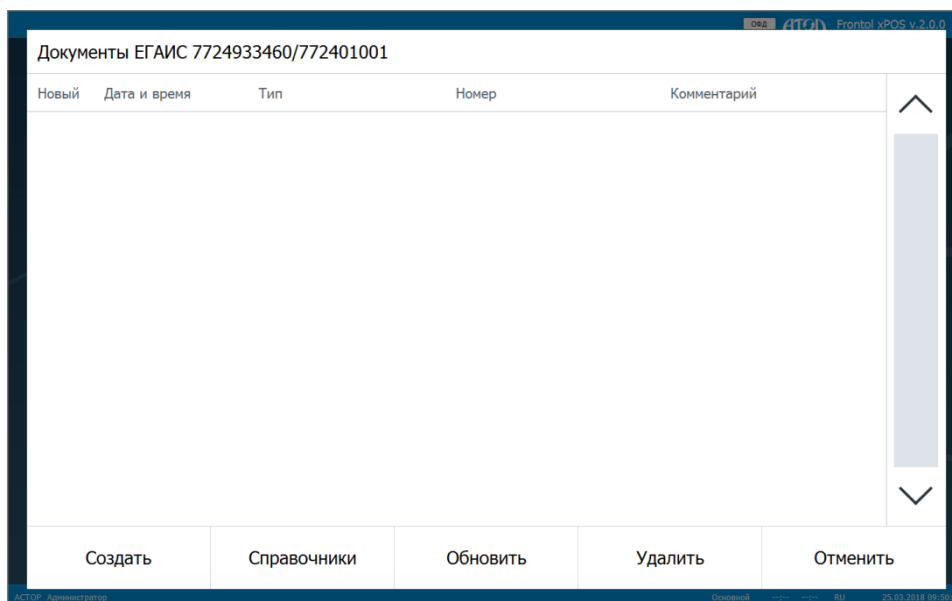 ОФД АТОЛ Frontol xPOS v.2.0.0
Документы ЕГАИС 7724933460/772401001
Новый Дата и время Тип Номер Комментарий
Создать Справочники Обновить Удалить Отменить
АСТОР Администратор Основной --:-- --:-- RU 25.03.2018 09:50